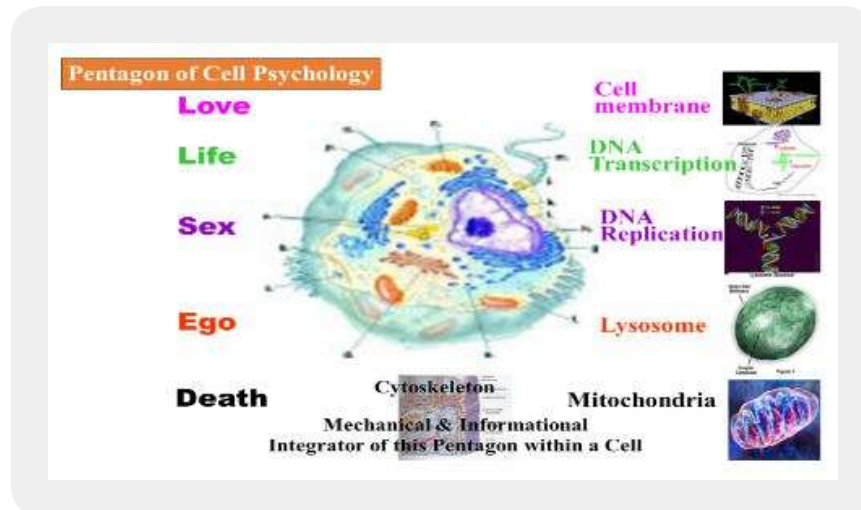 Pentagon of Cell Psychology
Love
Cell
membrane
Life
DNA
Transcription
Sex
DNA
Replication
Ego
Lysosome
Death
Cytoskeleton
Mitochondria
Mechanical & Informational
Integrator of this Pentagon within a Cell